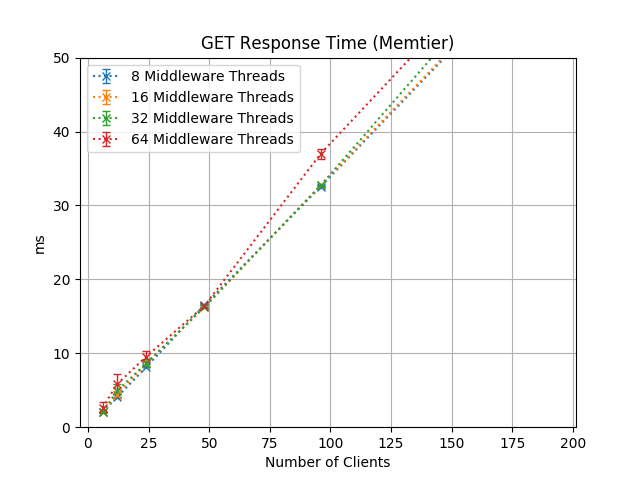 GET Response Time (Memtier)
8 Middleware Threads
16 Middleware Threads
32 Middleware Threads
64 Middleware Threads
50
40
30
20
10
0
ms
0 25 50 75 100 125 150 175 200
Number of Clients